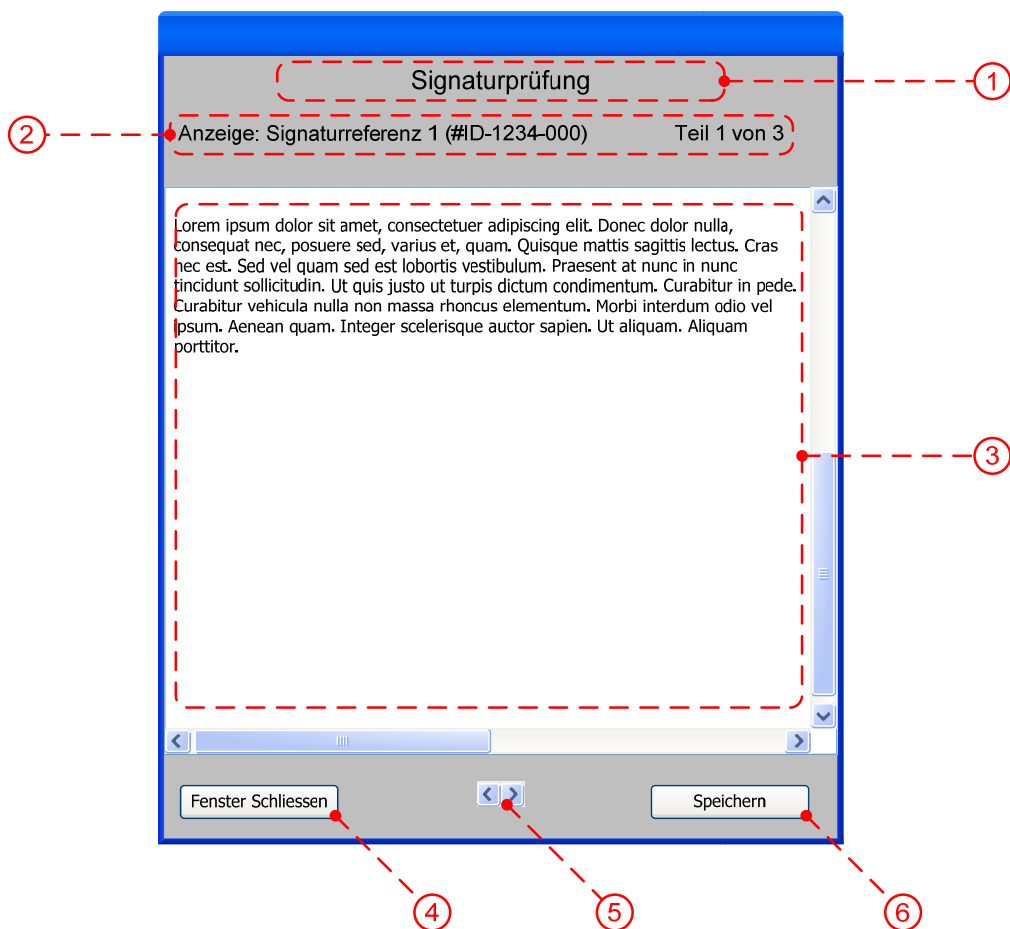 Signaturprüfung
1
2
Anzeige: Signaturreferenz 1 (#ID-1234-000) Teil 1 von 3
Lorem ipsum dolor sit amet, consectetuer adipiscing elit. Donec dolor nulla,
consequat nec, posuere sed, varius et, quam. Quisque mattis sagittis lectus. Cras
nec est. Sed vel quam sed est lobortis vestibulum. Praesent at nunc in nunc
tincidunt sollicitudin. Ut quis justo ut turpis dictum condimentum. Curabitur in pede.
Curabitur vehicula nulla non massa rhoncus elementum. Morbi interdum odio vel
ipsum. Aenean quam. Integer scelerisque auctor sapien. Ut aliquam. Aliquam
porttitor.
3
Fenster Schliessen
Speichern
4
5
6